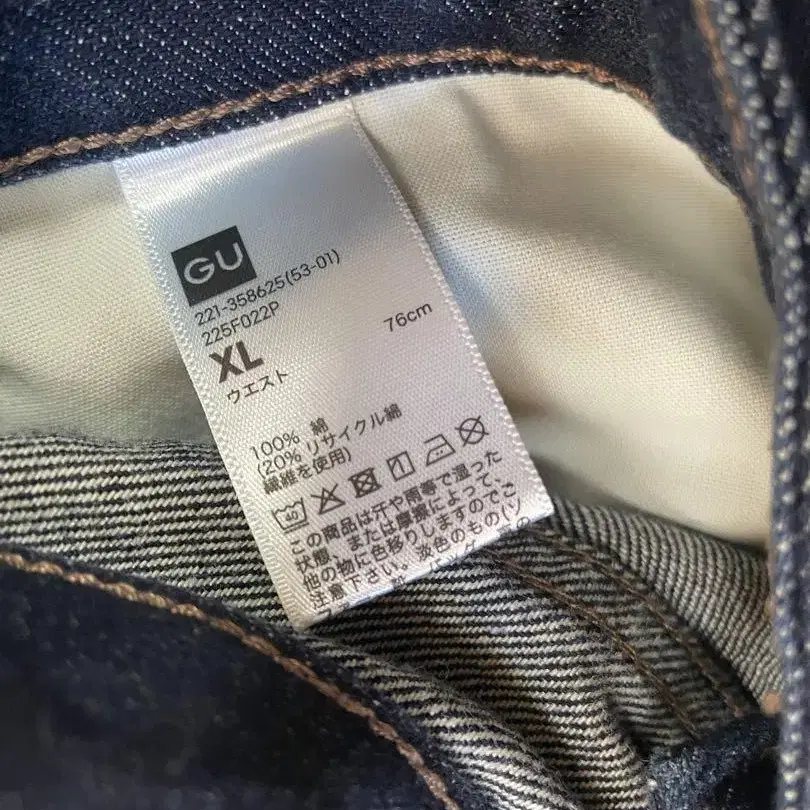 GU
221-358625(53-01)
225F022P
XL
ウエスト 76cm
100% 綿
(20% リサイクル綿
繊維を使用)
40
この商品は汗や雨等で湿った
状態、または摩擦によって、
他の物に色移りしますのでご
注意下さい。淡色のもの(ソ